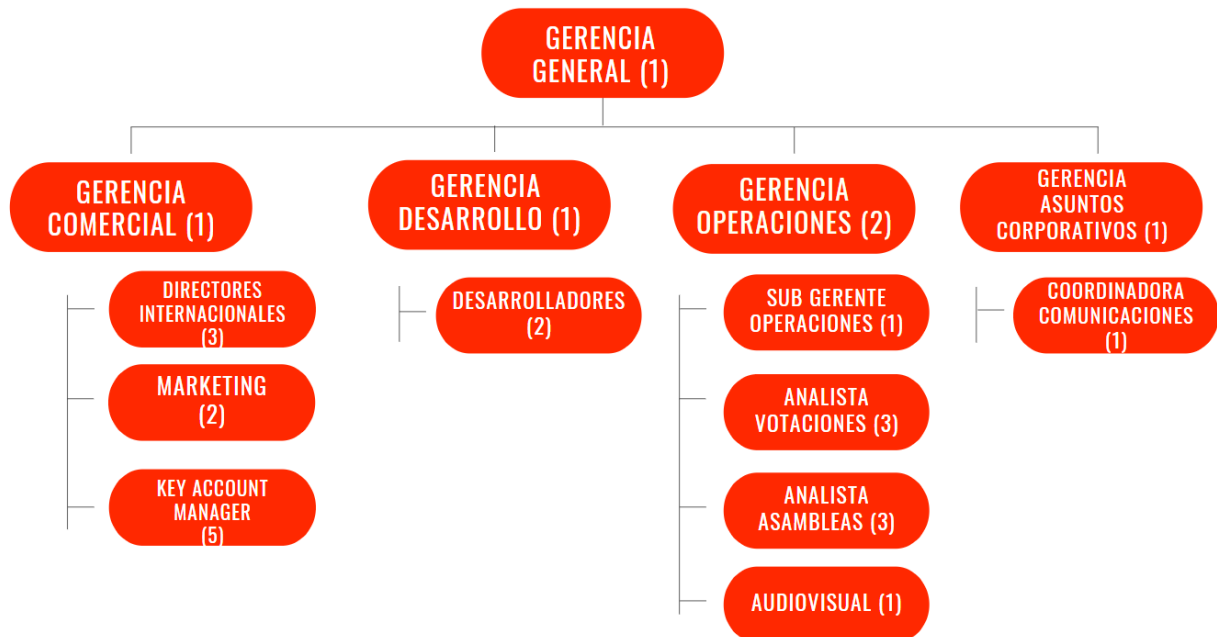 GERENCIA
GENERAL (1)
GERENCIA
COMERCIAL (1)
DIRECTORES
INTERNACIONALES
(3)
MARKETING
(2)
KEY ACCOUNT
MANAGER
(5)
GERENCIA
DESARROLLO (1)
DESARROLLADORES
(2)
GERENCIA
OPERACIONES (2)
SUB GERENTE
OPERACIONES (1)
ANALISTA
VOTACIONES (3)
ANALISTA
ASAMBLEAS (3)
AUDIOVISUAL (1)
GERENCIA
ASUNTOS
CORPORATIVOS (1)
COORDINADORA
COMUNICACIONES
(1)